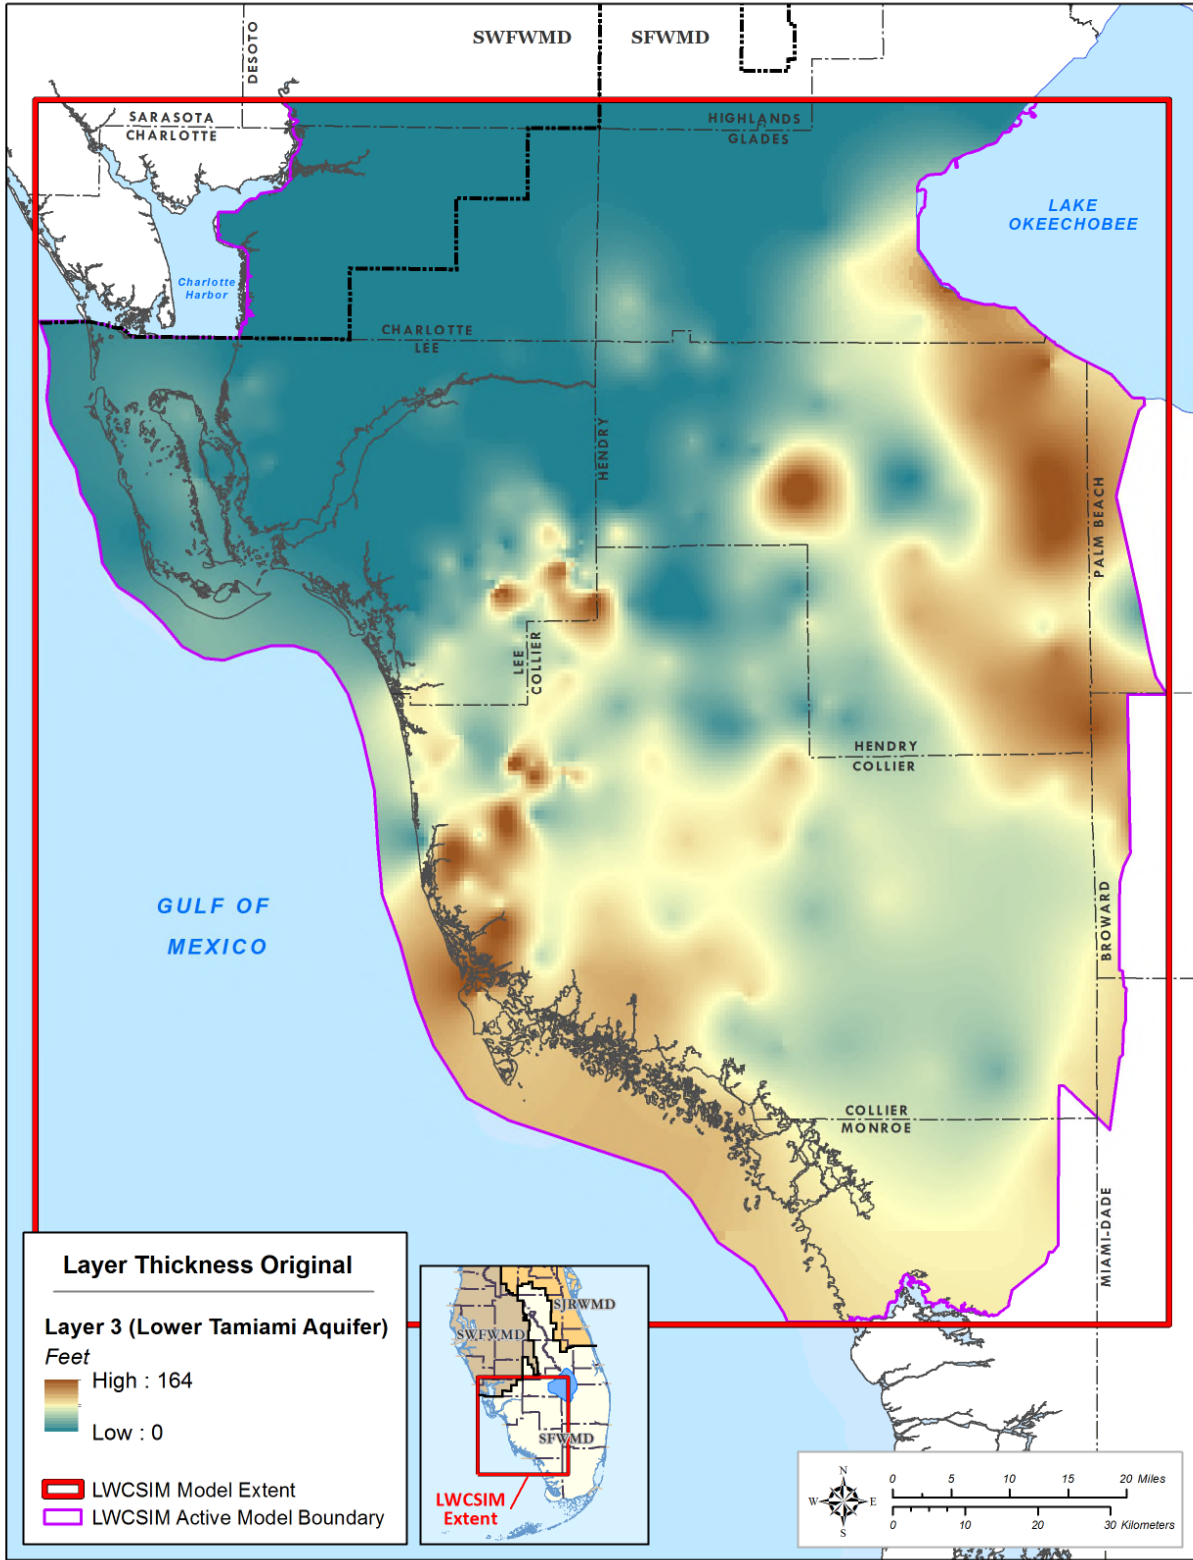 DESOTO
SWFWMD
SFWMD
SARASOTA
CHARLOTTE
HIGHLANDS
GLADES
LAKE
OKEECHOBEE
Charlotte
Harbor
CHARLOTTE
LEE
HENDRY
PALM BEACH
LEE
COLLIER
HENDRY
COLLIER
GULF OF
MEXICO
BROWARD
COLLIER
MONROE
MIAMI-DADE
Layer Thickness Original
Layer 3 (Lower Tamiami Aquifer)
Feet
High : 164
Low : 0
LWCSIM Model Extent
LWCSIM Active Model Boundary
SJRWMD
SWFWMD
SFWMD
LWCSIM
Extent
N
W E
S
0 5 10 15 20 Miles
0 10 20 30 Kilometers